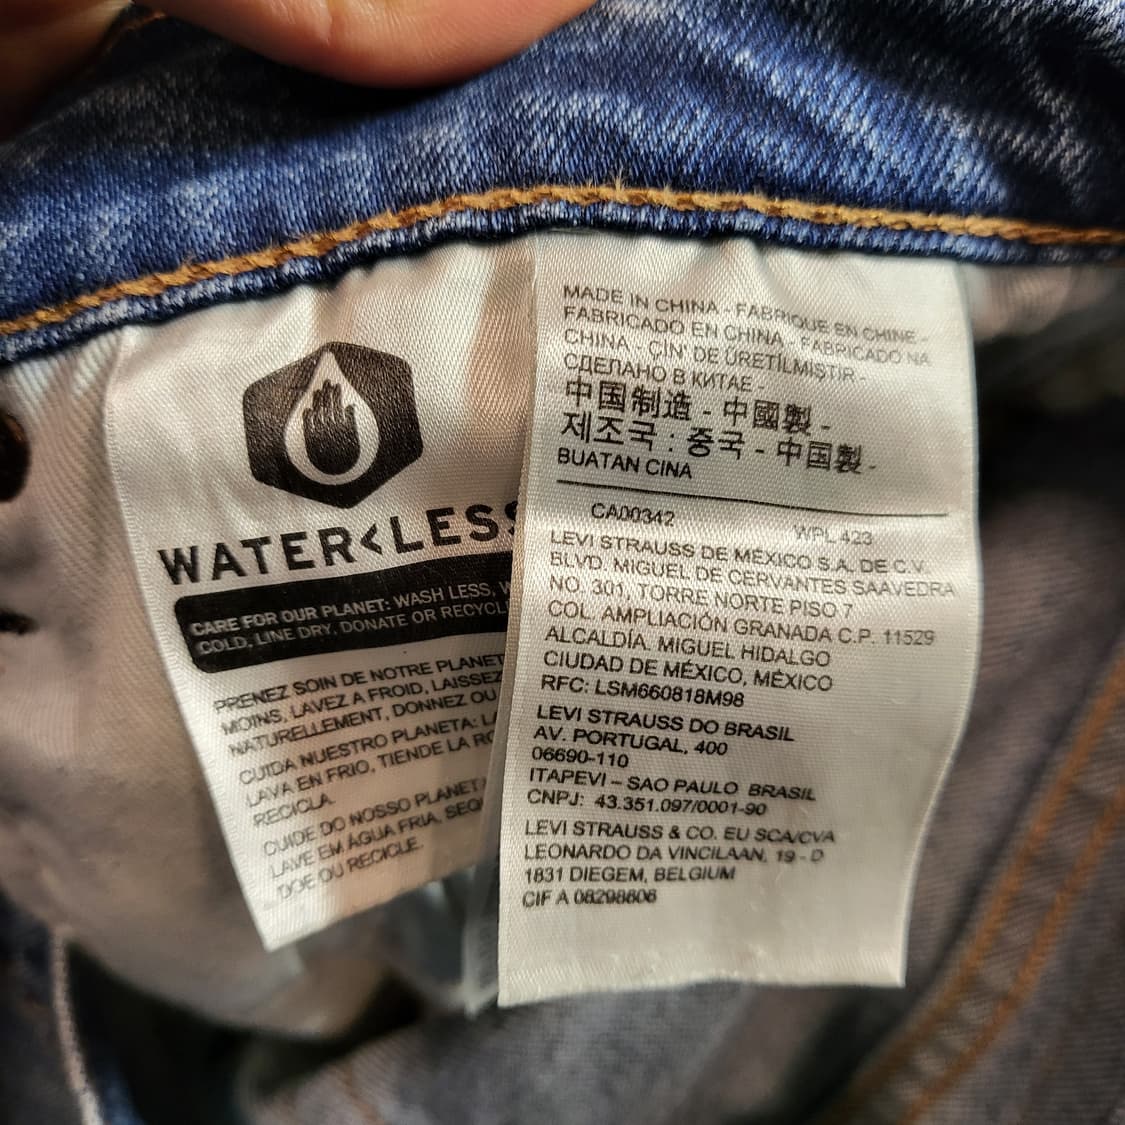 WATER<LESS
CARE FOR OUR PLANET: WASH LESS,
COLD, LINE DRY, DONATE OR RECYCL
PRENEZ SOIN DE NOTRE PLANET
MOINS, LAVEZ A FROID, LAISSEZ
NATURELLEMENT, DONNEZ OU
CUIDA NUESTRO PLANETA:
LAVA EN FRIO, TIENDE LA
RECICLA.
CUIDE DO NOSSO PLANET
LAVE EM ÁGUA FRIA,
DOE OU RECICLE.
MADE IN CHINA - FABRIQUE EN CHINE -
FABRICADO EN CHINA - FABRICADO NA
CHINA - ÇIN' DE ÜRETİLMİSTİR -
СДЕЛАНО В КИТАЕ -
中国制造 - 中國製 -
제조국 : 중국 - 中国製 -
BUATAN CINA
CA00342 WPL 423
LEVI STRAUSS DE MÉXICO S.A. DE C.V.
BLVD. MIGUEL DE CERVANTES SAAVEDRA
NO. 301, TORRE NORTE PISO 7
COL. AMPLIACIÓN GRANADA C.P. 11529
ALCALDÍA. MIGUEL HIDALGO
CIUDAD DE MÉXICO, MÉXICO
RFC: LSM660818M98
LEVI STRAUSS DO BRASIL
AV. PORTUGAL, 400
06690-110
ITAPEVI – SAO PAULO BRASIL
CNPJ: 43.351.097/0001-90
LEVI STRAUSS & CO. EU SCA/CVA
LEONARDO DA VINCILAAN, 19 - D
1831 DIEGEM, BELGIUM
CIF A 08298806